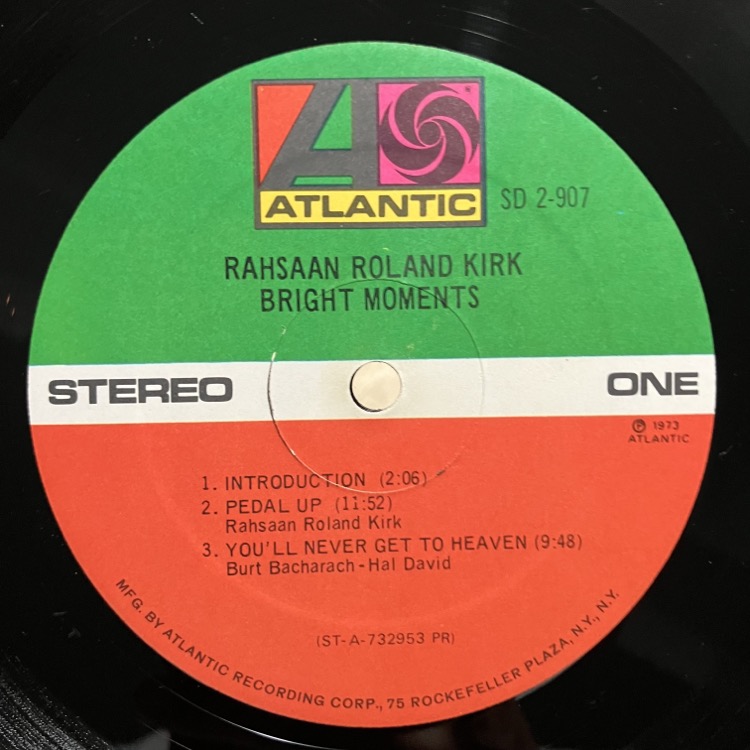 ATLANTIC
SD 2-907
RAHSAAN ROLAND KIRK
BRIGHT MOMENTS
STEREO
ONE
℗ 1973
ATLANTIC
1. INTRODUCTION (2:06)
2. PEDAL UP (11:52)
Rahsaan Roland Kirk
3. YOU'LL NEVER GET TO HEAVEN (9:48)
Burt Bacharach-Hal David
(ST-A-732953 PR)
MFG. BY ATLANTIC RECORDING CORP., 75 ROCKEFELLER PLAZA, N.Y., N.Y.